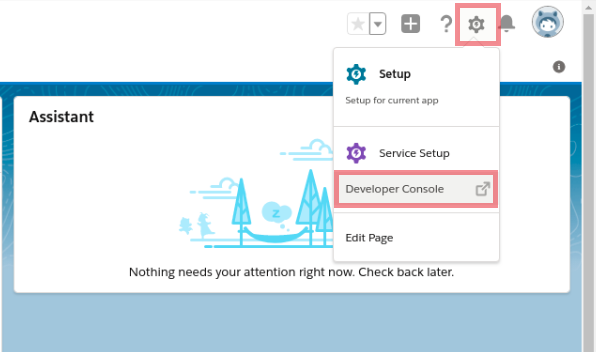 Setup
Setup for current app
Assistant
Service Setup
Developer Console
z
Edit Page
Nothing needs your attention right now. Check back later.